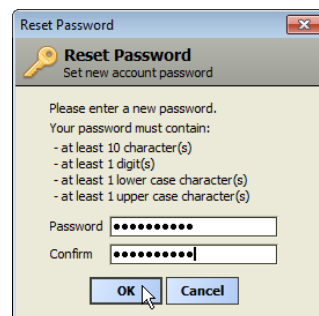 Reset Password
Reset Password
Set new account password
Please enter a new password.
Your password must contain:
- at least 10 character(s)
- at least 1 digit(s)
- at least 1 lower case character(s)
- at least 1 upper case character(s)
Password ●●●●●●●●●●
Confirm ●●●●●●●●●●
OK Cancel